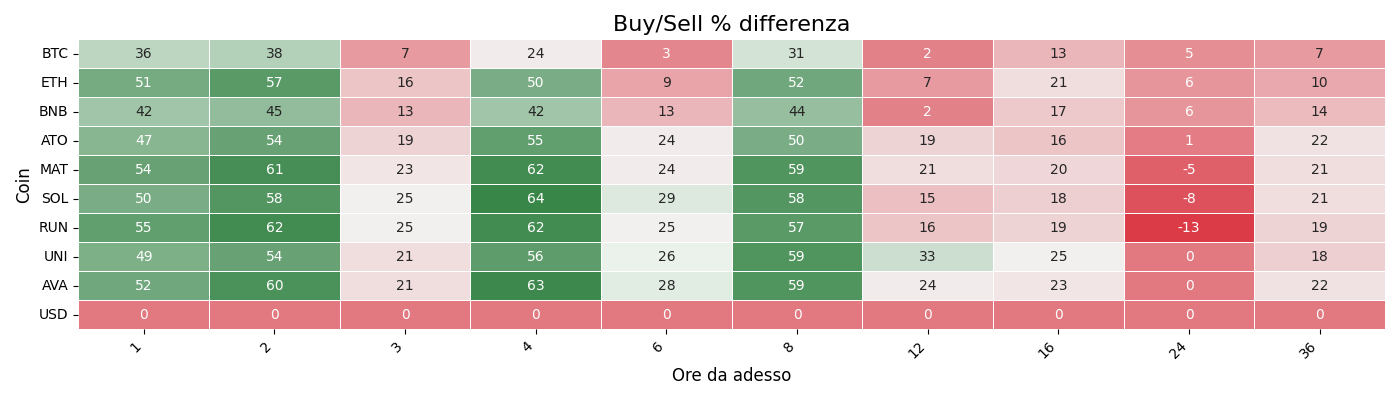 Buy/Sell % differenza
Coin
BTC 36 38 7 24 3 31 2 13 5 7
ETH 51 57 16 50 9 52 7 21 6 10
BNB 42 45 13 42 13 44 2 17 6 14
ATO 47 54 19 55 24 50 19 16 1 22
MAT 54 61 23 62 24 59 21 20 -5 21
SOL 50 58 25 64 29 58 15 18 -8 21
RUN 55 62 25 62 25 57 16 19 -13 19
UNI 49 54 21 56 26 59 33 25 0 18
AVA 52 60 21 63 28 59 24 23 0 22
USD 0 0 0 0 0 0 0 0 0 0
1 2 3 4 6 8 12 16 24 36
Ore da adesso